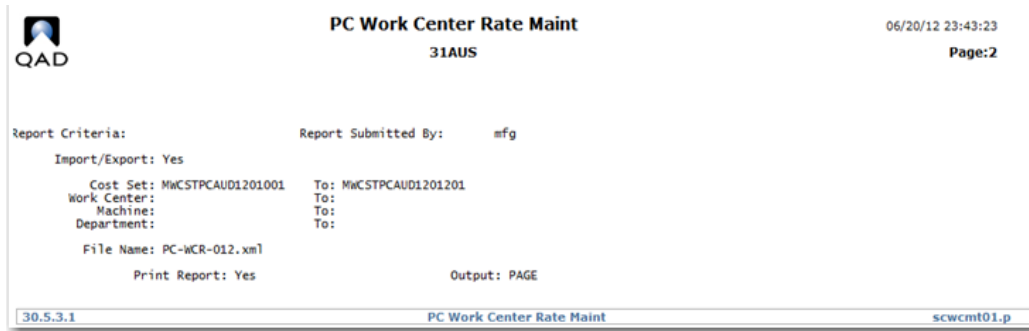 PC Work Center Rate Maint 06/20/12 23:43:23
QAD 31AUS Page:2
Report Criteria: Report Submitted By: mfg
Import/Export: Yes
Cost Set: MWCSTPCAUD1201001 To: MWCSTPCAUD1201201
Work Center: To:
Machine: To:
Department: To:
File Name: PC-WCR-012.xml
Print Report: Yes Output: PAGE
30.5.3.1 PC Work Center Rate Maint scwcmt01.p